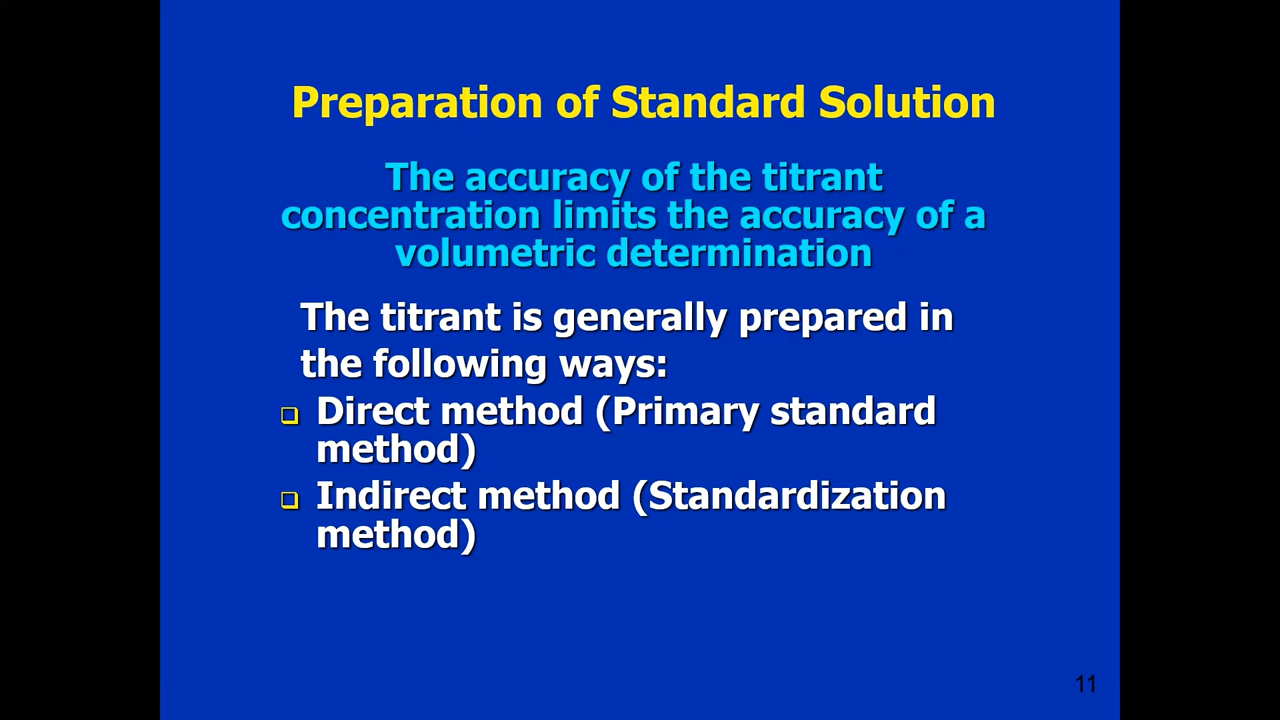 Preparation of Standard Solution
The accuracy of the titrant
concentration limits the accuracy of a
volumetric determination
The titrant is generally prepared in
the following ways:
Direct method (Primary standard
method)
Indirect method (Standardization
method)
11